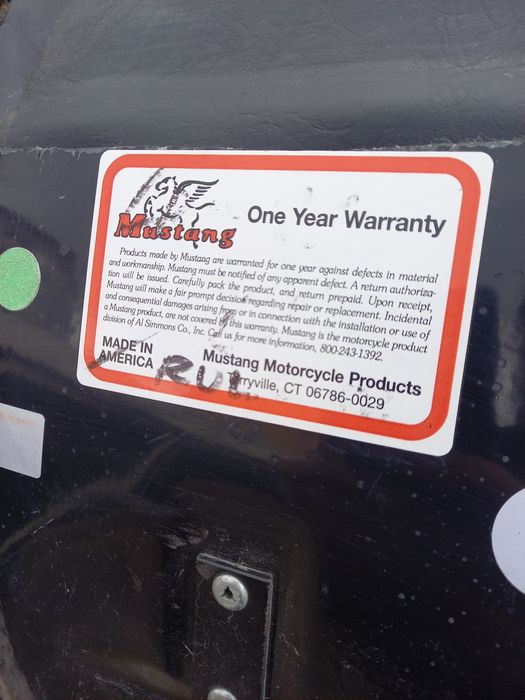 Mustang
One Year Warranty
Products made by Mustang are warranted for one year against defects in material
and workmanship. Mustang must be notified of any apparent defect. A return authoriza-
tion will be issued. Carefully pack the product, and return prepaid. Upon receipt,
Mustang will make a fair prompt decision regarding repair or replacement. Incidental
and consequential damages arising from or in connection with the installation or use of
a Mustang product, are not covered by this warranty. Mustang is the motorcycle product
division of Al Simmons Co., Inc. Call us for more information, 800-243-1392.
MADE IN
AMERICA
Mustang Motorcycle Products
Terryville, CT 06786-0029